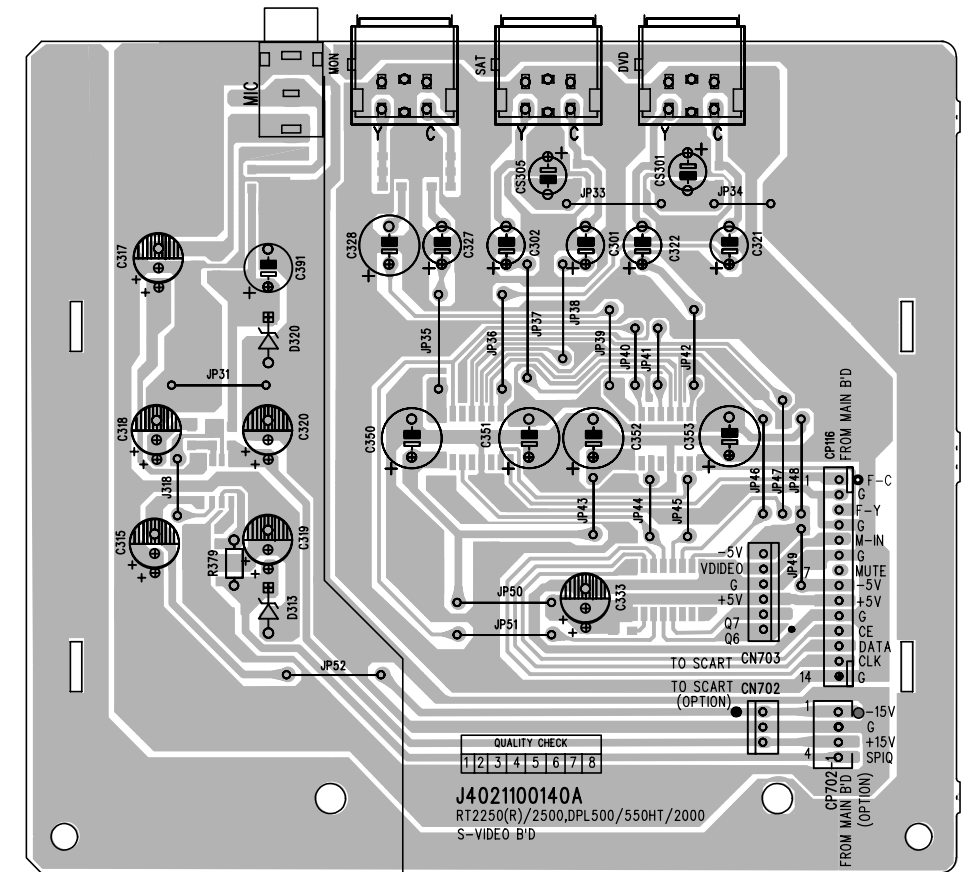 MIC
MON
SAT
DVD
Y C
Y C
Y C
CS305
CS301
JP33
JP34
C317
C391
C328
C327
C302
C301
C322
C321
D320
JP35
JP36
JP37
JP38
JP39
JP40
JP41
JP42
JP31
C318
C320
C350
C351
C352
C353
CP116
FROM MAIN B'D
J318
JP43
JP44
JP45
JP46
JP47
JP48
1
F-C
G
F-Y
G
M-IN
G
7
MUTE
-5V
+5V
G
CE
DATA
CLK
14
G
C315
R379
C319
D313
JP49
-5V
VDIDEO
G
+5V
Q7
Q6
JP50
C333
JP51
TO SCART CN703
JP52
TO SCART CN702
(OPTION)
1
-15V
G
+15V
4
SPIQ
QUALITY CHECK
1 2 3 4 5 6 7 8
CP702
FROM MAIN B'D
(OPTION)
J4021100140A
RT2250(R)/2500,DPL500/550HT/2000
S-VIDEO B'D